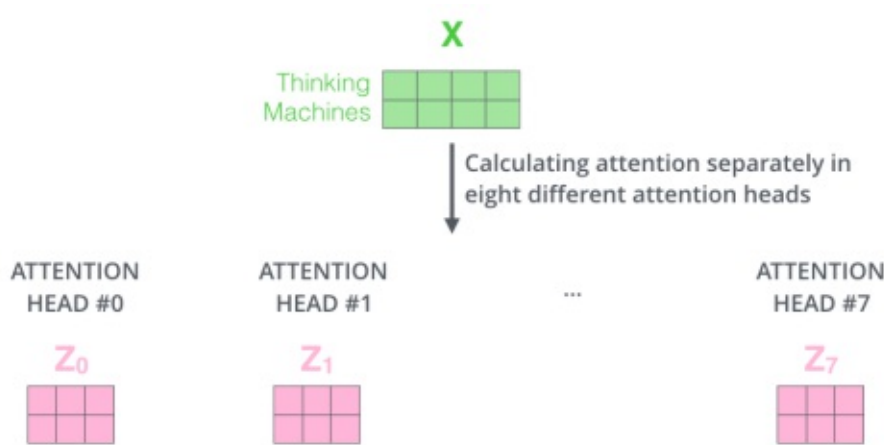 X
Thinking
Machines
Calculating attention separately in
eight different attention heads
ATTENTION
HEAD #0
ATTENTION
HEAD #1
...
ATTENTION
HEAD #7
Z₀
Z₁
Z₇